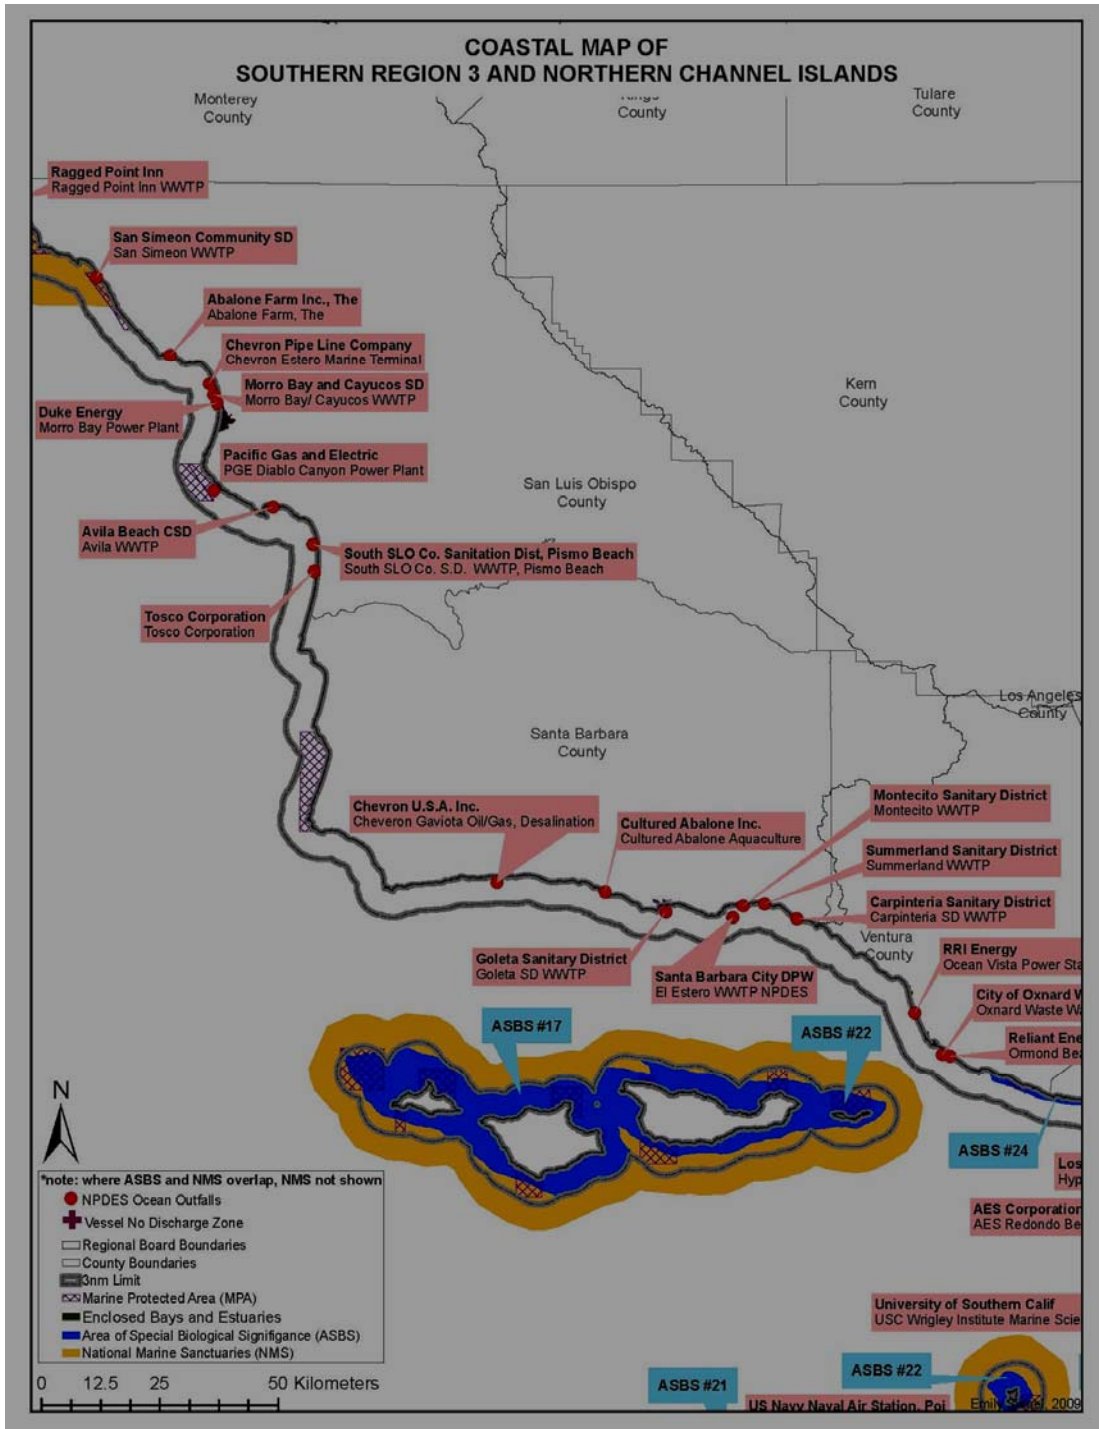 COASTAL MAP OF
SOUTHERN REGION 3 AND NORTHERN CHANNEL ISLANDS
Monterey
County
County
Tulare
County
Ragged Point Inn
Ragged Point Inn WWTP
San Simeon Community SD
San Simeon WWTP
Abalone Farm Inc., The
Abalone Farm, The
Chevron Pipe Line Company
Chevron Estero Marine Terminal
Morro Bay and Cayucos SD
Morro Bay/ Cayucos WWTP
Duke Energy
Morro Bay Power Plant
Kern
County
Pacific Gas and Electric
PGE Diablo Canyon Power Plant
San Luis Obispo
County
Avila Beach CSD
Avila WWTP
South SLO Co. Sanitation Dist, Pismo Beach
South SLO Co. S.D. WWTP, Pismo Beach
Tosco Corporation
Tosco Corporation
Los Angeles
County
Santa Barbara
County
Chevron U.S.A. Inc.
Cheveron Gaviota Oil/Gas, Desalination
Cultured Abalone Inc.
Cultured Abalone Aquaculture
Montecito Sanitary District
Montecito WWTP
Summerland Sanitary District
Summerland WWTP
Carpinteria Sanitary District
Carpinteria SD WWTP
Ventura
County
Goleta Sanitary District
Goleta SD WWTP
Santa Barbara City DPW
El Estero WWTP NPDES
RRI Energy
Ocean Vista Power Sta
City of Oxnard W
Oxnard Waste Wa
Reliant Ene
Ormond Bea
ASBS #17
ASBS #22
ASBS #24
Los
Hyp
AES Corporation
AES Redondo Be
N
*note: where ASBS and NMS overlap, NMS not shown
NPDES Ocean Outfalls
Vessel No Discharge Zone
Regional Board Boundaries
County Boundaries
3nm Limit
Marine Protected Area (MPA)
Enclosed Bays and Estuaries
Area of Special Biological Signifigance (ASBS)
National Marine Sanctuaries (NMS)
0 12.5 25 50 Kilometers
University of Southern Calif
USC Wrigley Institute Marine Scie
ASBS #21
ASBS #22
US Navy Naval Air Station, Poi
2009